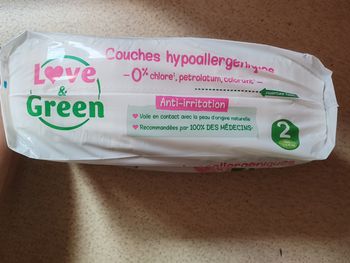 Love
&
Green
Couches hypoallergéniques
0% chlore¹, petrolatum, colorant
Anti-irritation
Voile en contact avec la peau d'origine naturelle
Recommandées par 100% DES MÉDECINS
2